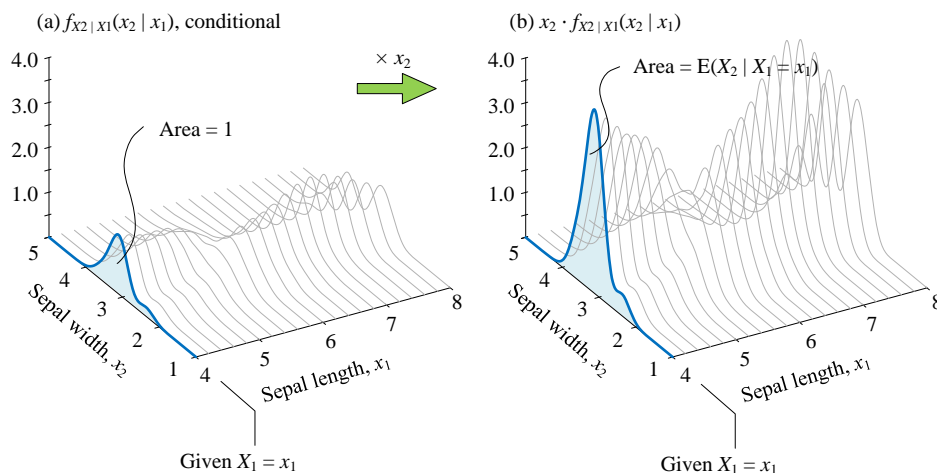 (a) f_{X2 | X1}(x_2 | x_1), conditional
4.0
3.0
2.0
1.0
5
4
3
2
1
Sepal width, x_2
4
5
6
7
8
Sepal length, x_1
Area = 1
Given X_1 = x_1
× x_2
(b) x_2 · f_{X2 | X1}(x_2 | x_1)
4.0
3.0
2.0
1.0
5
4
3
2
1
Sepal width, x_2
4
5
6
7
8
Sepal length, x_1
Area = E(X_2 | X_1 = x_1)
Given X_1 = x_1